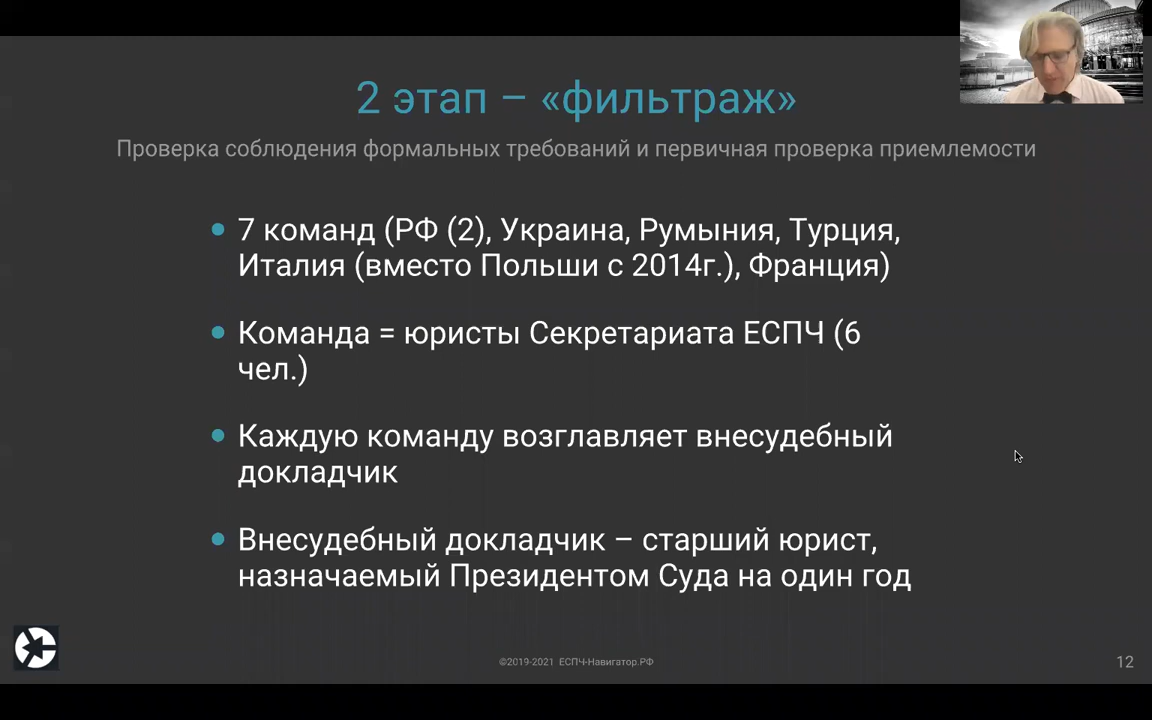 2 этап – «фильтраж»
Проверка соблюдения формальных требований и первичная проверка приемлемости
7 команд (РФ (2), Украина, Румыния, Турция,
Италия (вместо Польши с 2014г.), Франция)
Команда = юристы Секретариата ЕСПЧ (6
чел.)
Каждую команду возглавляет внесудебный
докладчик
Внесудебный докладчик – старший юрист,
назначаемый Президентом Суда на один год
©2019-2021 ЕСПЧ-Навигатор.РФ
12